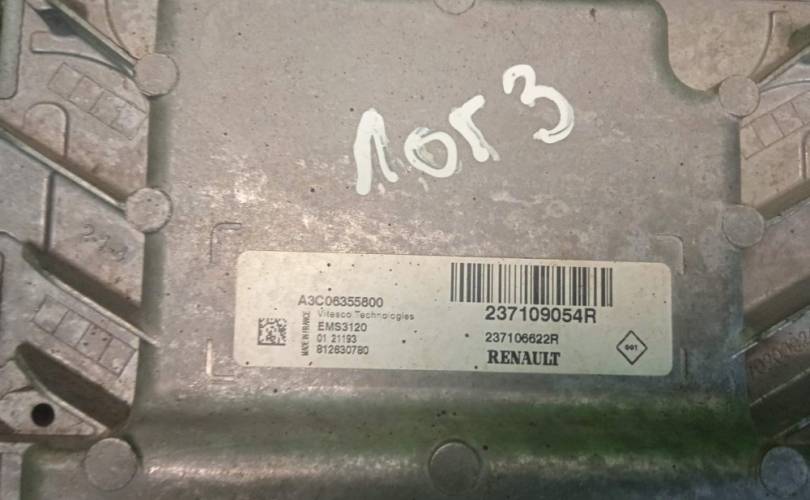 ЛОГ 3
A3C06355800
Vitesco Technologies
EMS3120
01 21193
812630780
MADE IN FRANCE
237109054R
237106622R
RENAULT
001